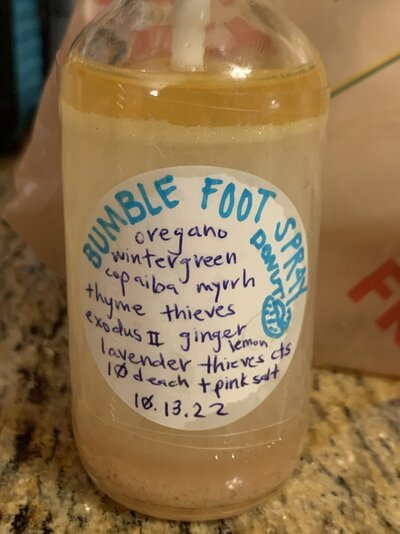 BUMBLE FOOT SPRAY
DONUT
oregano
wintergreen
copaiba myrrh
thyme thieves
exodus II ginger
lemon
lavender thieves cts
10 d each + pink salt
10.13.22